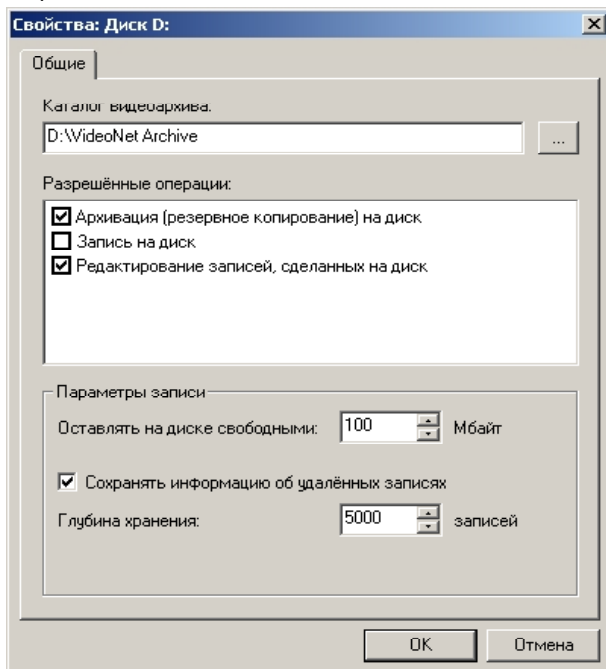 Свойства: Диск D:
Общие
Каталог видеоархива:
D:\VideoNet Archive
...
Разрешённые операции:
Архивация (резервное копирование) на диск
Запись на диск
Редактирование записей, сделанных на диск
Параметры записи
Оставлять на диске свободными: 100 Мбайт
Сохранять информацию об удалённых записях
Глубина хранения: 5000 записей
OK Отмена